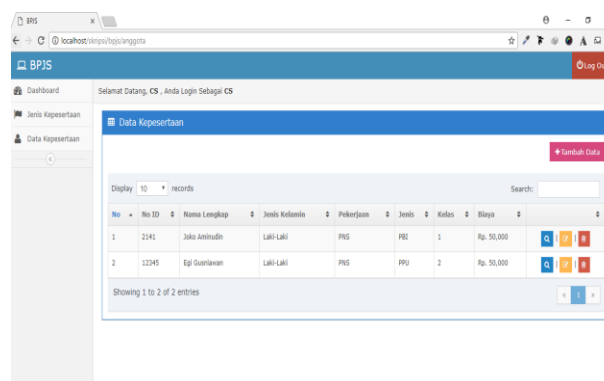 BPJS
localhost/skripsi/bpjs/anggota
BPJS
Log Ou
Dashboard
Selamat Datang, CS , Anda Login Sebagai CS
Jenis Kepesertaan
Data Kepesertaan
Data Kepesertaan
+Tambah Data
Display 10 records
Search:
No No ID Nama Lengkap Jenis Kelamin Pekerjaan Jenis Kelas Biaya
1 2141 Joko Aminudin Laki-Laki PNS PBI 1 Rp. 50,000
2 12345 Egi Gusniawan Laki-Laki PNS PPU 2 Rp. 50,000
Showing 1 to 2 of 2 entries
1